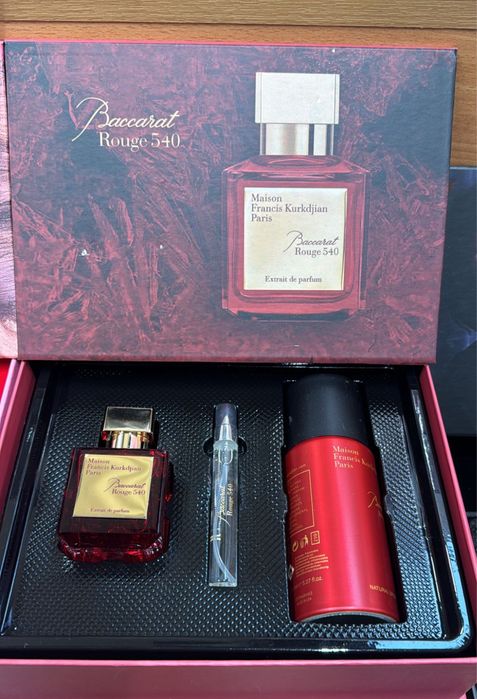 Baccarat
Rouge 540
Maison
Francis Kurkdjian
Paris
Baccarat
Rouge 540
Extrait de parfum
Maison
Francis Kurkdjian
Paris
Baccarat
Rouge 540
Extrait de parfum
Baccarat
Rouge 540
Maison
Francis Kurkdjian
Paris
NATURAL